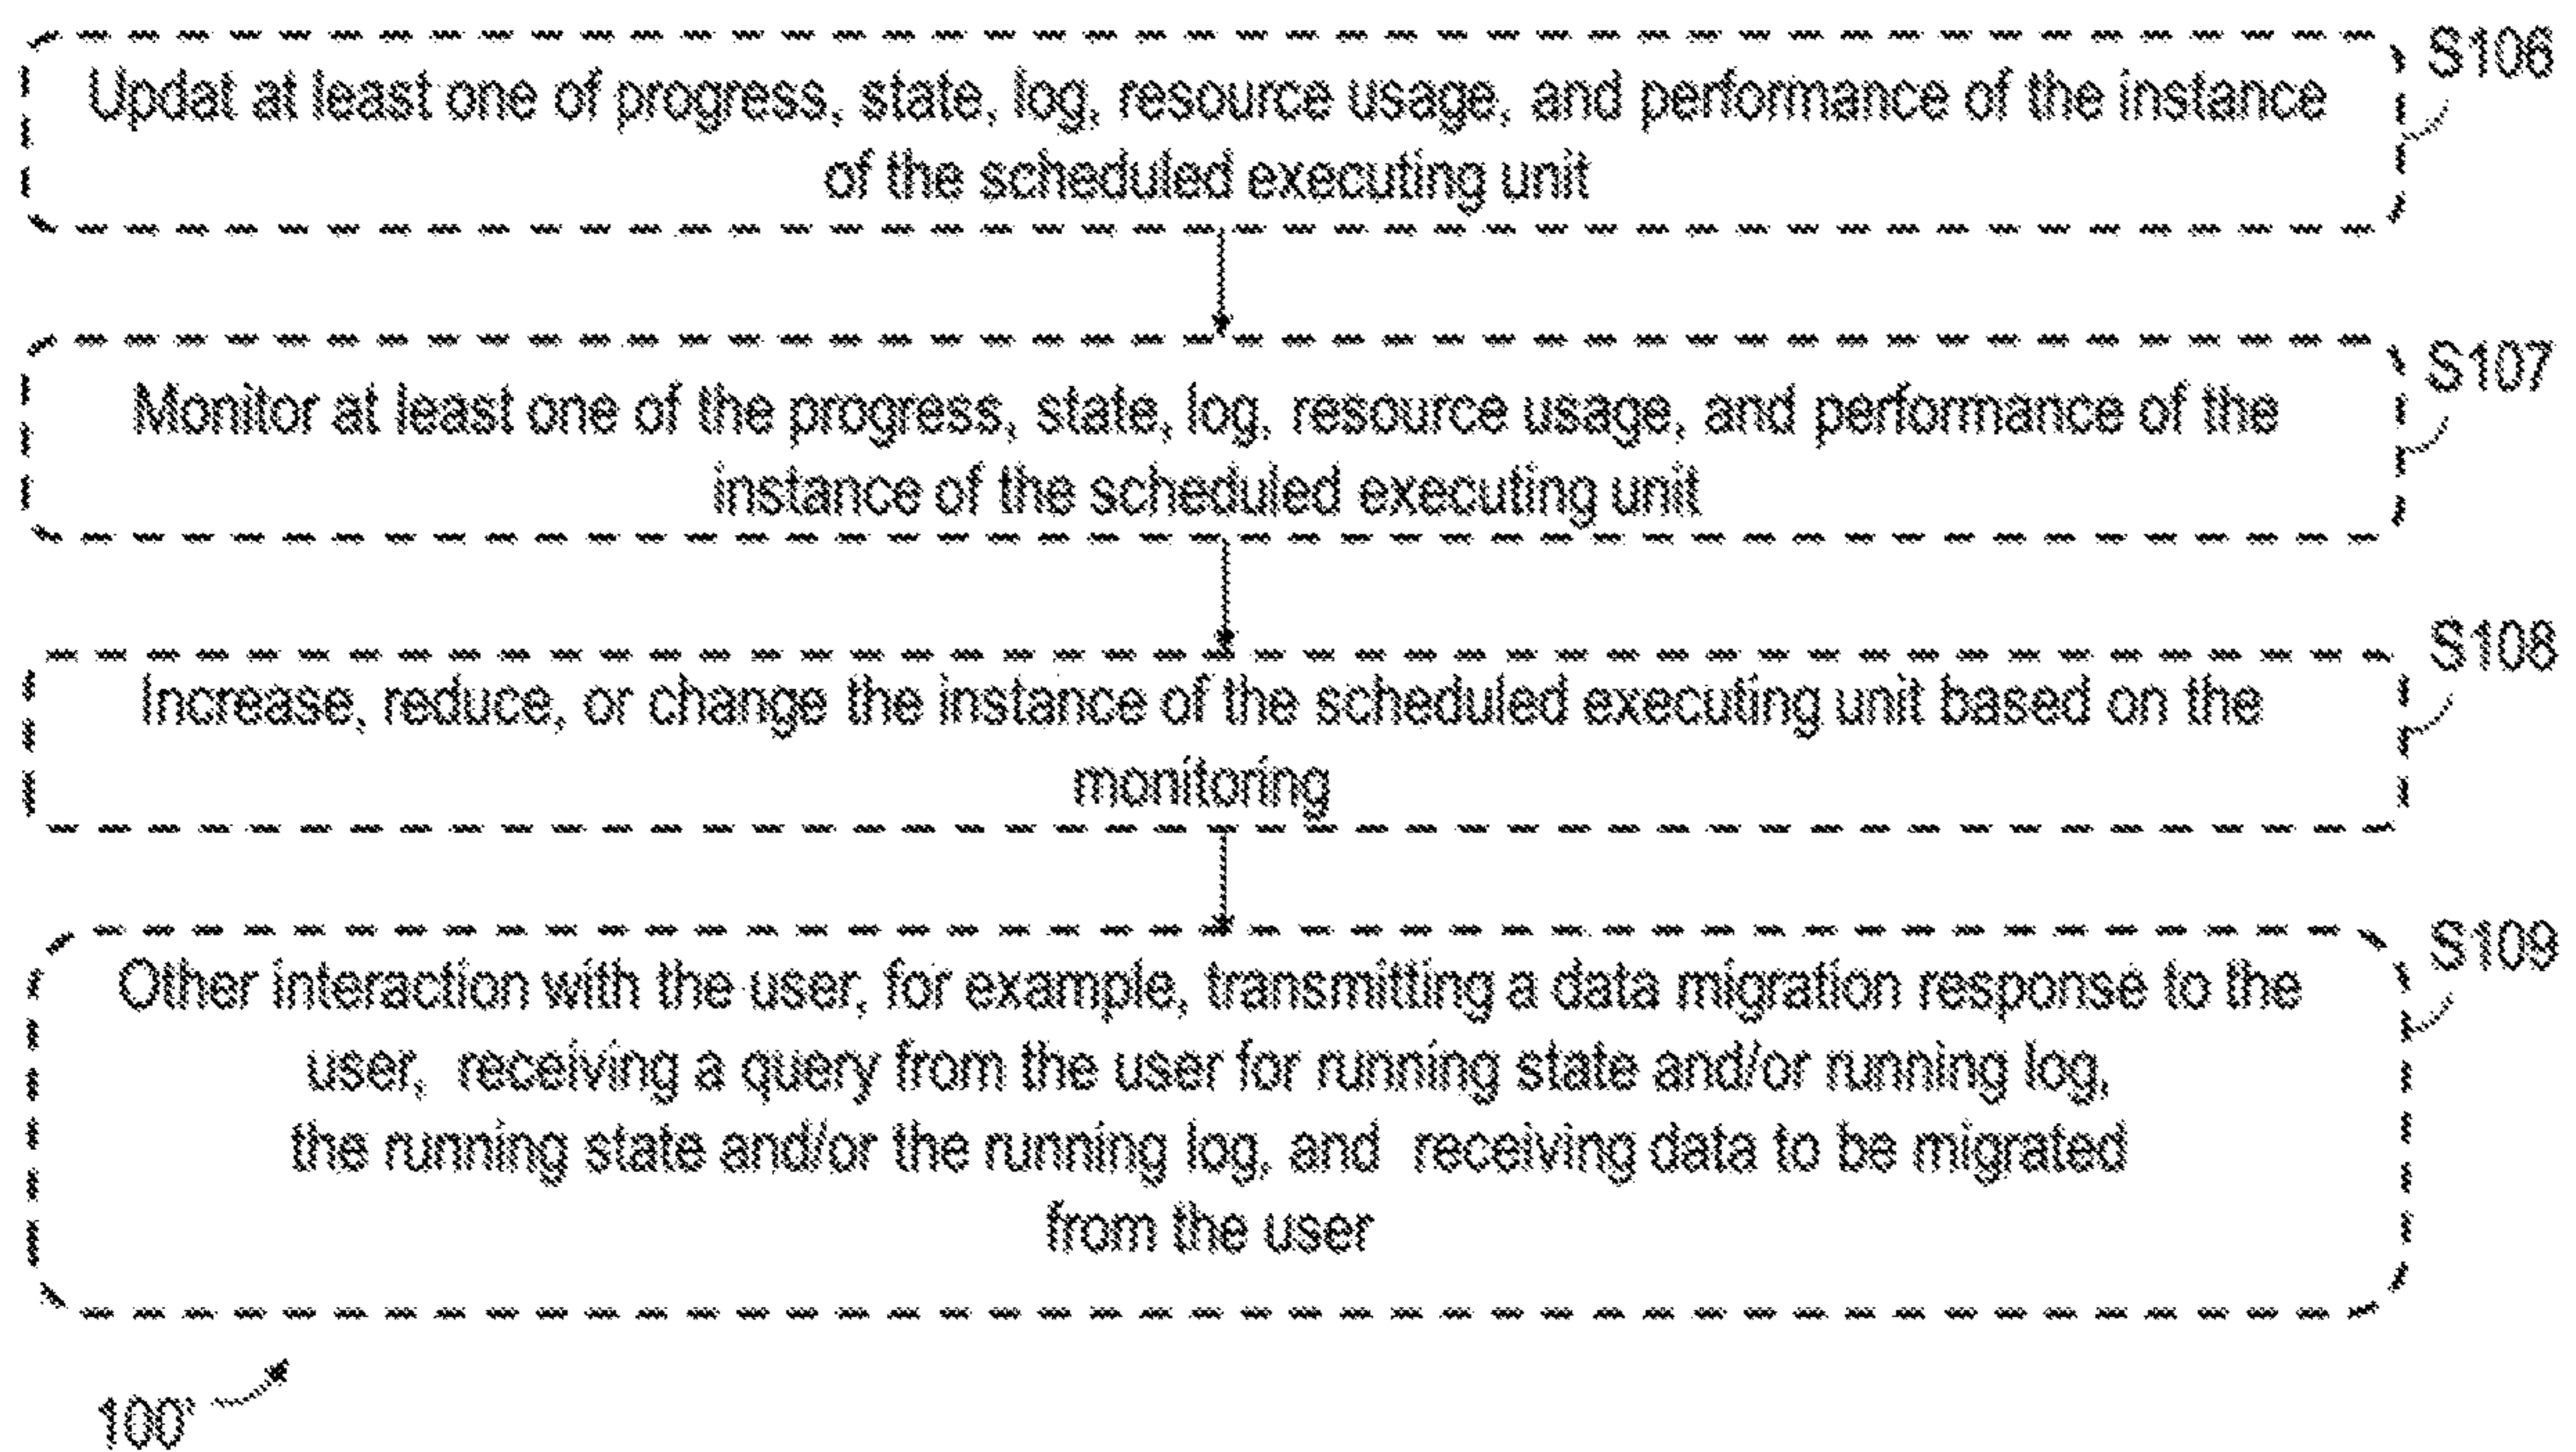 S106
Updat at least one of progress, state, log, resource usage, and performance of the instance
of the scheduled executing unit
S107
Monitor at least one of the progress, state, log, resource usage, and performance of the
instance of the scheduled executing unit
S108
Increase, reduce, or change the instance of the scheduled executing unit based on the
monitoring
S109
Other interaction with the user, for example, transmitting a data migration response to the
user, receiving a query from the user for running state and/or running log,
the running state and/or the running log, and receiving data to be migrated
from the user
100'